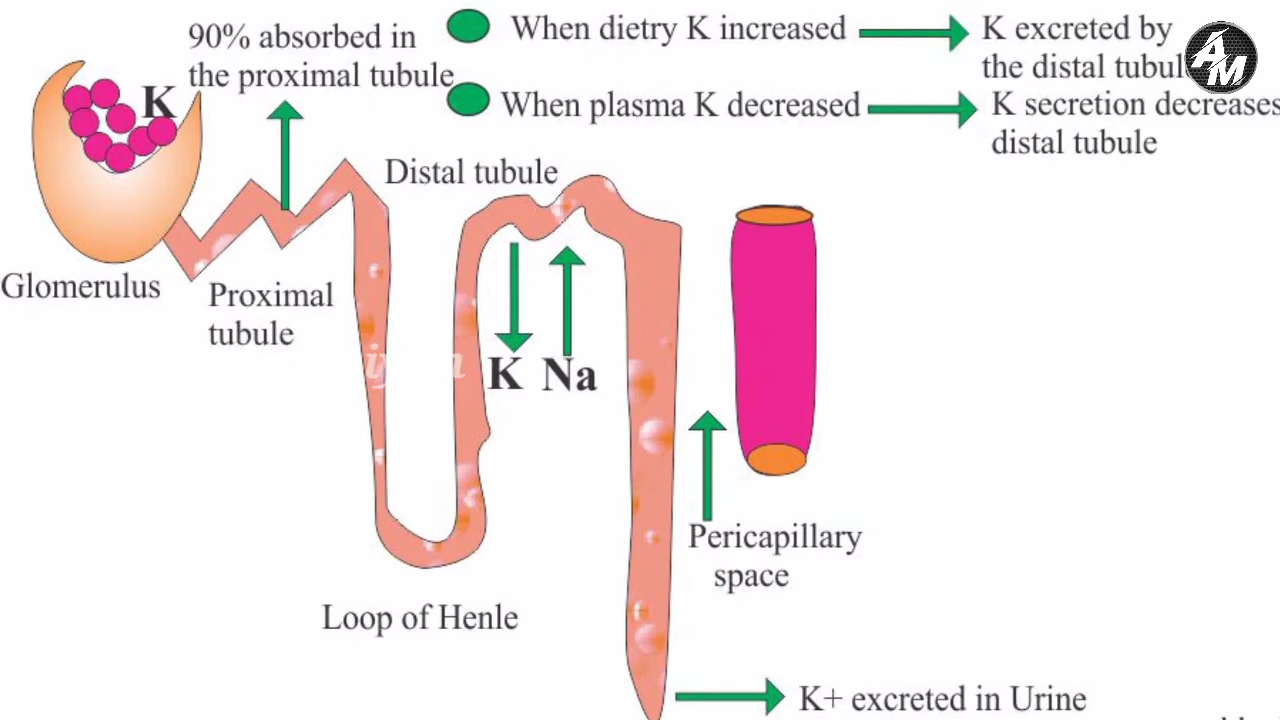 90% absorbed in
the proximal tubule
When dietry K increased
K excreted by
the distal
When plasma K decreased
K secretion decreases
distal tubule
AM
K
Distal tubule
Glomerulus
Proximal
tubule
K Na
Pericapillary
space
Loop of Henle
K+ excreted in Urine